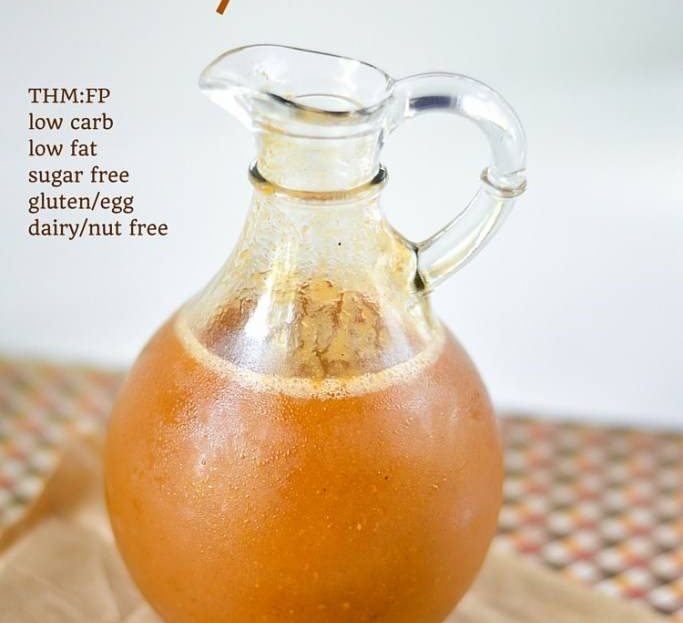 THM:FP
low carb
low fat
sugar free
gluten/egg
dairy/nut free